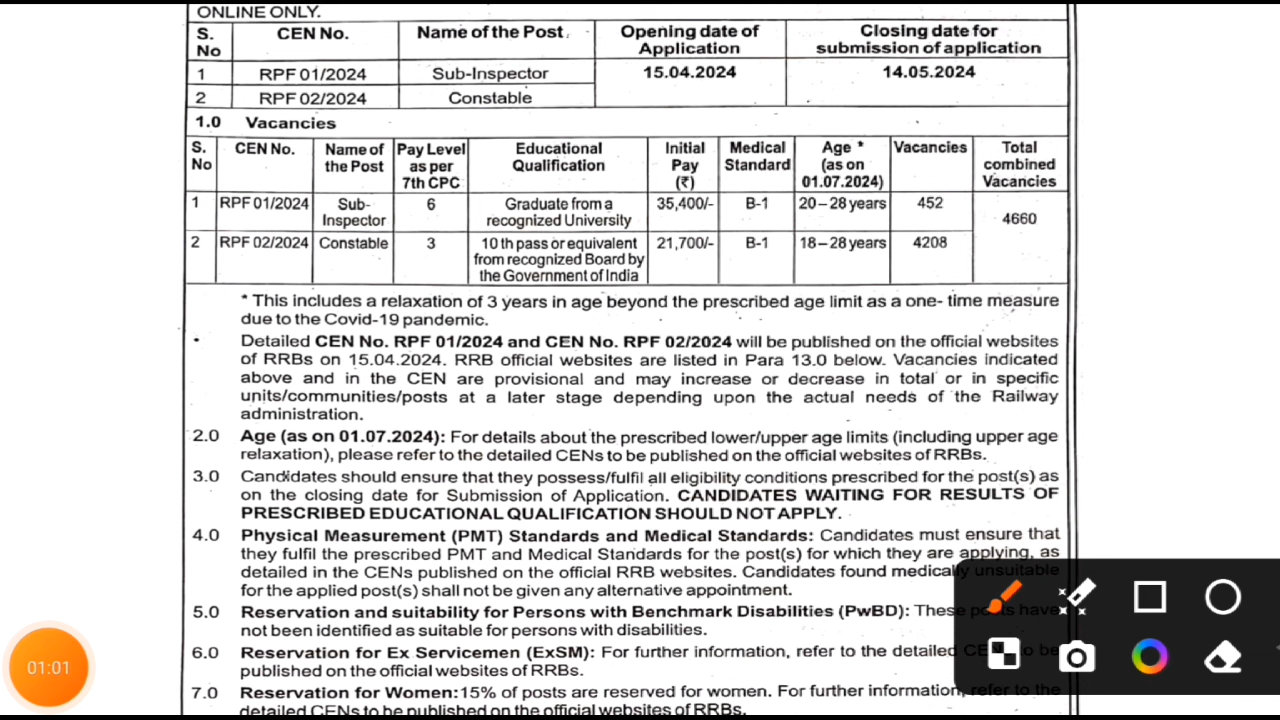 ONLINE ONLY.
S. No CEN No. Name of the Post Opening date of Application Closing date for submission of application
1 RPF 01/2024 Sub-Inspector 15.04.2024 14.05.2024
2 RPF 02/2024 Constable
1.0 Vacancies
S. No CEN No. Name of the Post Pay Level as per 7th CPC Educational Qualification Initial Pay (₹) Medical Standard Age * (as on 01.07.2024) Vacancies Total combined Vacancies
1 RPF 01/2024 Sub-Inspector 6 Graduate from a recognized University 35,400/- B-1 20–28 years 452 4660
2 RPF 02/2024 Constable 3 10 th pass or equivalent from recognized Board by the Government of India 21,700/- B-1 18–28 years 4208
* This includes a relaxation of 3 years in age beyond the prescribed age limit as a one- time measure
due to the Covid-19 pandemic.
• Detailed CEN No. RPF 01/2024 and CEN No. RPF 02/2024 will be published on the official websites
of RRBs on 15.04.2024. RRB official websites are listed in Para 13.0 below. Vacancies indicated
above and in the CEN are provisional and may increase or decrease in total or in specific
units/communities/posts at a later stage depending upon the actual needs of the Railway
administration.
2.0 Age (as on 01.07.2024): For details about the prescribed lower/upper age limits (including upper age
relaxation), please refer to the detailed CENs to be published on the official websites of RRBs.
3.0 Candidates should ensure that they possess/fulfil all eligibility conditions prescribed for the post(s) as
on the closing date for Submission of Application. CANDIDATES WAITING FOR RESULTS OF
PRESCRIBED EDUCATIONAL QUALIFICATION SHOULD NOT APPLY.
4.0 Physical Measurement (PMT) Standards and Medical Standards: Candidates must ensure that
they fulfil the prescribed PMT and Medical Standards for the post(s) for which they are applying, as
detailed in the CENs published on the official RRB websites. Candidates found medically unsuitable
for the applied post(s) shall not be given any alternative appointment.
5.0 Reservation and suitability for Persons with Benchmark Disabilities (PwBD): These posts have
not been identified as suitable for persons with disabilities.
6.0 Reservation for Ex Servicemen (ExSM): For further information, refer to the detailed to be
published on the official websites of RRBs.
7.0 Reservation for Women: 15% of posts are reserved for women. For further information, refer to the
detailed CENs to be published on the official websites of RRBs.
01:01